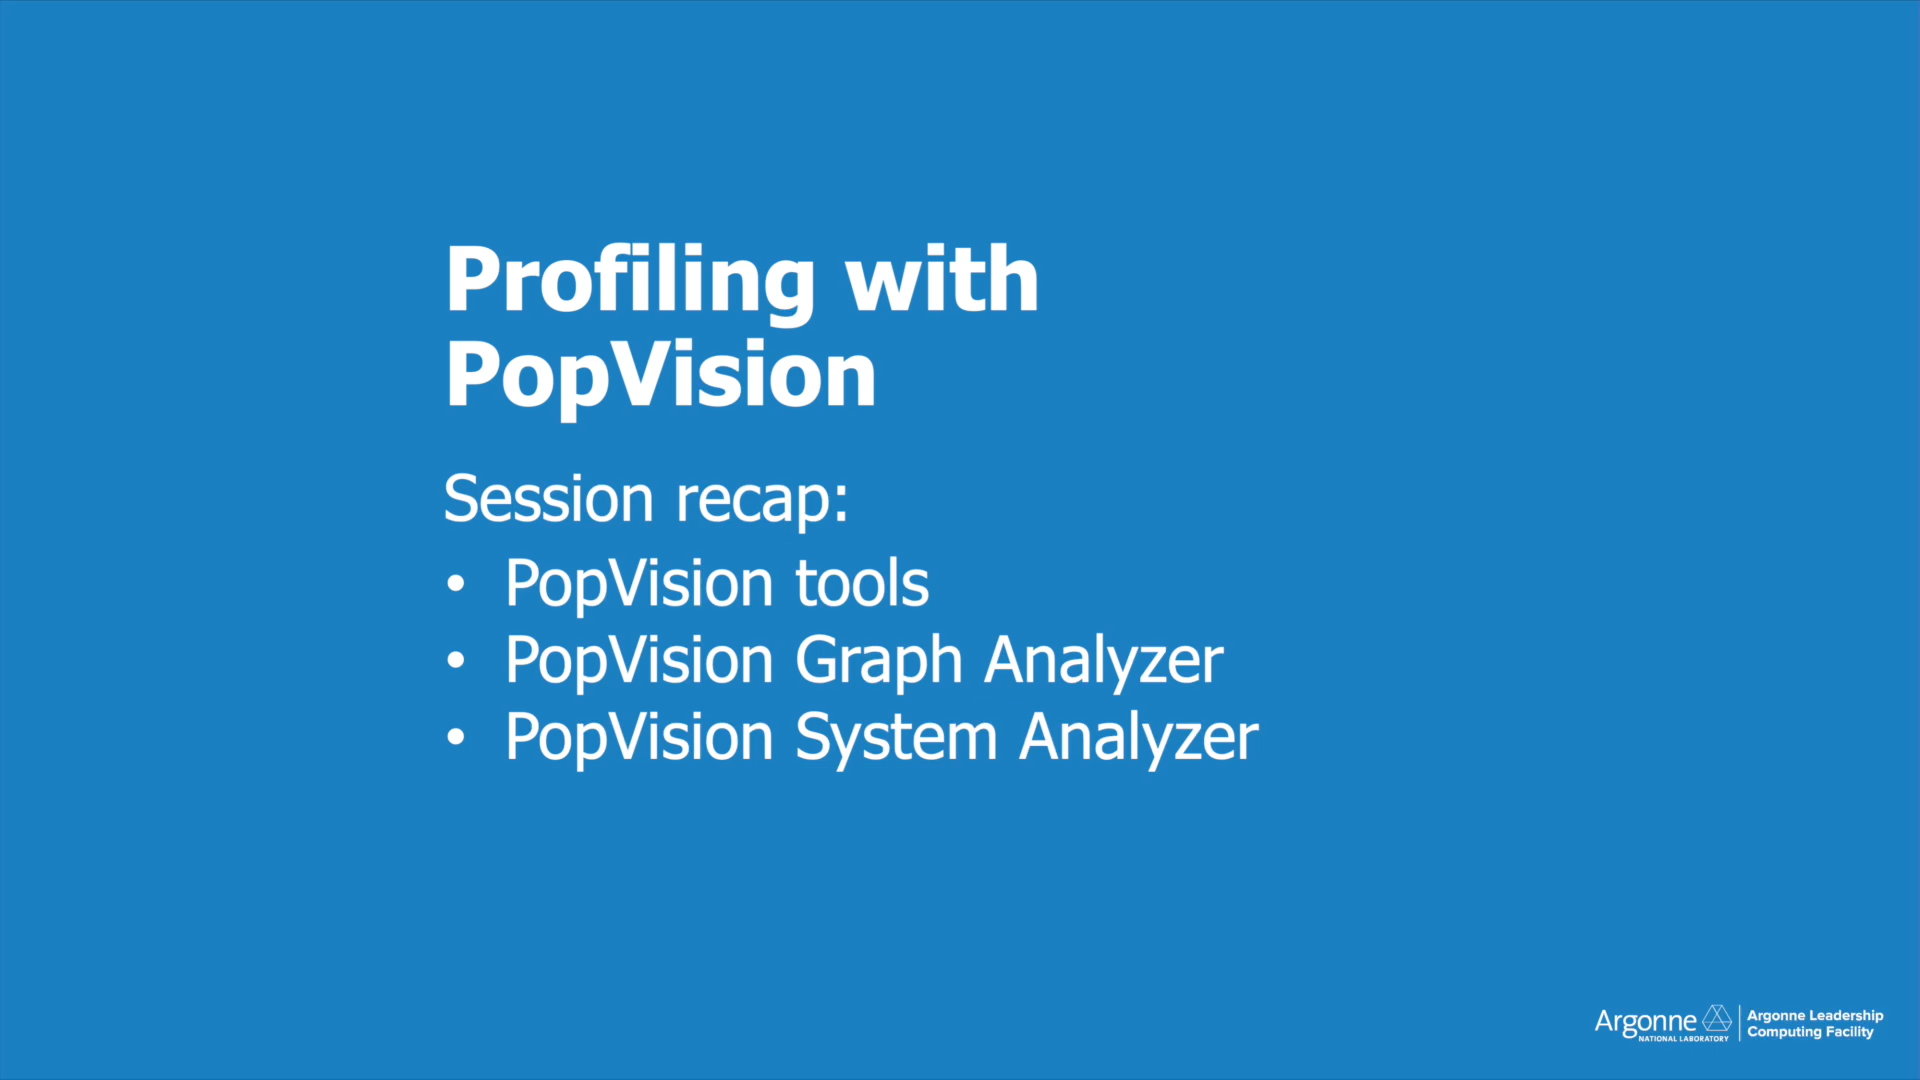 Profiling with
PopVision
Session recap:
• PopVision tools
• PopVision Graph Analyzer
• PopVision System Analyzer
Argonne
NATIONAL LABORATORY
Argonne Leadership
Computing Facility